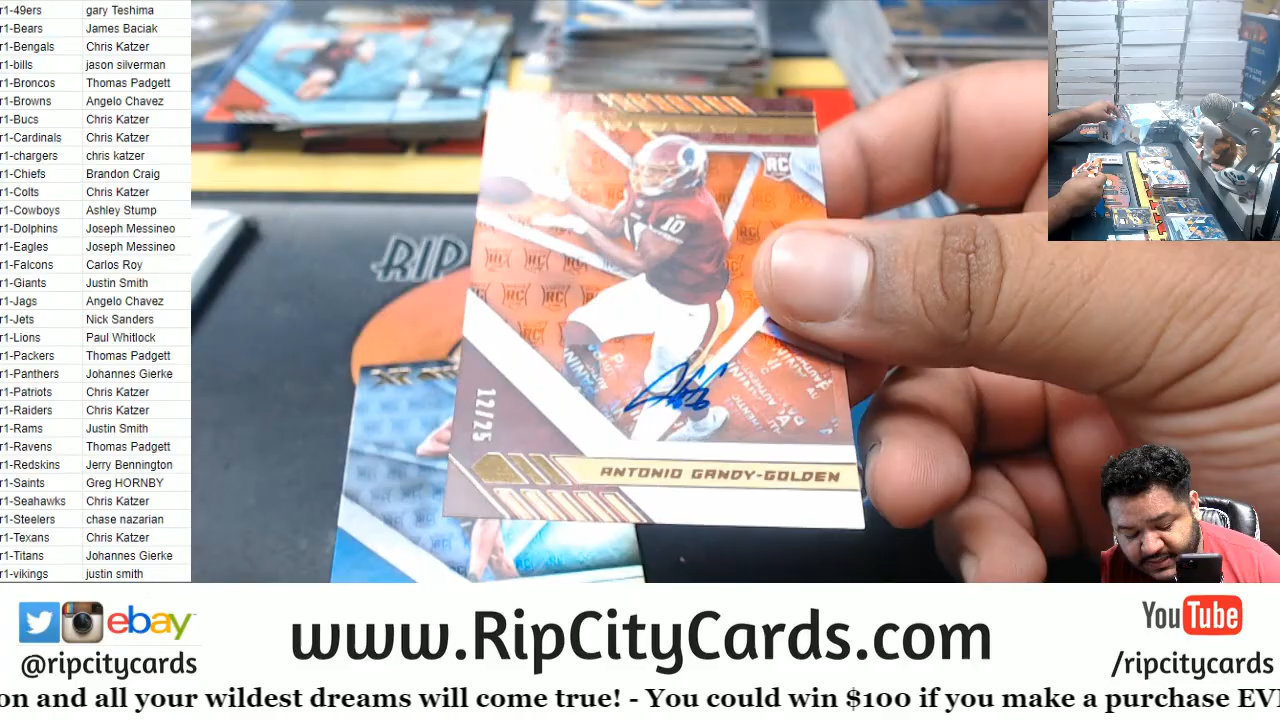 r1-49ers gary Teshima
r1-Bears James Baciak
r1-Bengals Chris Katzer
r1-bills jason silverman
r1-Broncos Thomas Padgett
r1-Browns Angelo Chavez
r1-Bucs Chris Katzer
r1-Cardinals Chris Katzer
r1-chargers chris katzer
r1-Chiefs Brandon Craig
r1-Colts Chris Katzer
r1-Cowboys Ashley Stump
r1-Dolphins Joseph Messineo
r1-Eagles Joseph Messineo
r1-Falcons Carlos Roy
r1-Giants Justin Smith
r1-Jags Angelo Chavez
r1-Jets Nick Sanders
r1-Lions Paul Whitlock
r1-Packers Thomas Padgett
r1-Panthers Johannes Gierke
r1-Patriots Chris Katzer
r1-Raiders Chris Katzer
r1-Rams Justin Smith
r1-Ravens Thomas Padgett
r1-Redskins Jerry Bennington
r1-Saints Greg HORNBY
r1-Seahawks Chris Katzer
r1-Steelers chase nazarian
r1-Texans Chris Katzer
r1-Titans Johannes Gierke
r1-vikings justin smith
RIP
RC
10
12/25
ANTONIO GANDY-GOLDEN
ebay
@ripcitycards
www.RipCityCards.com
YouTube
/ripcitycards
on and all your wildest dreams will come true! - You could win $100 if you make a purchase EV